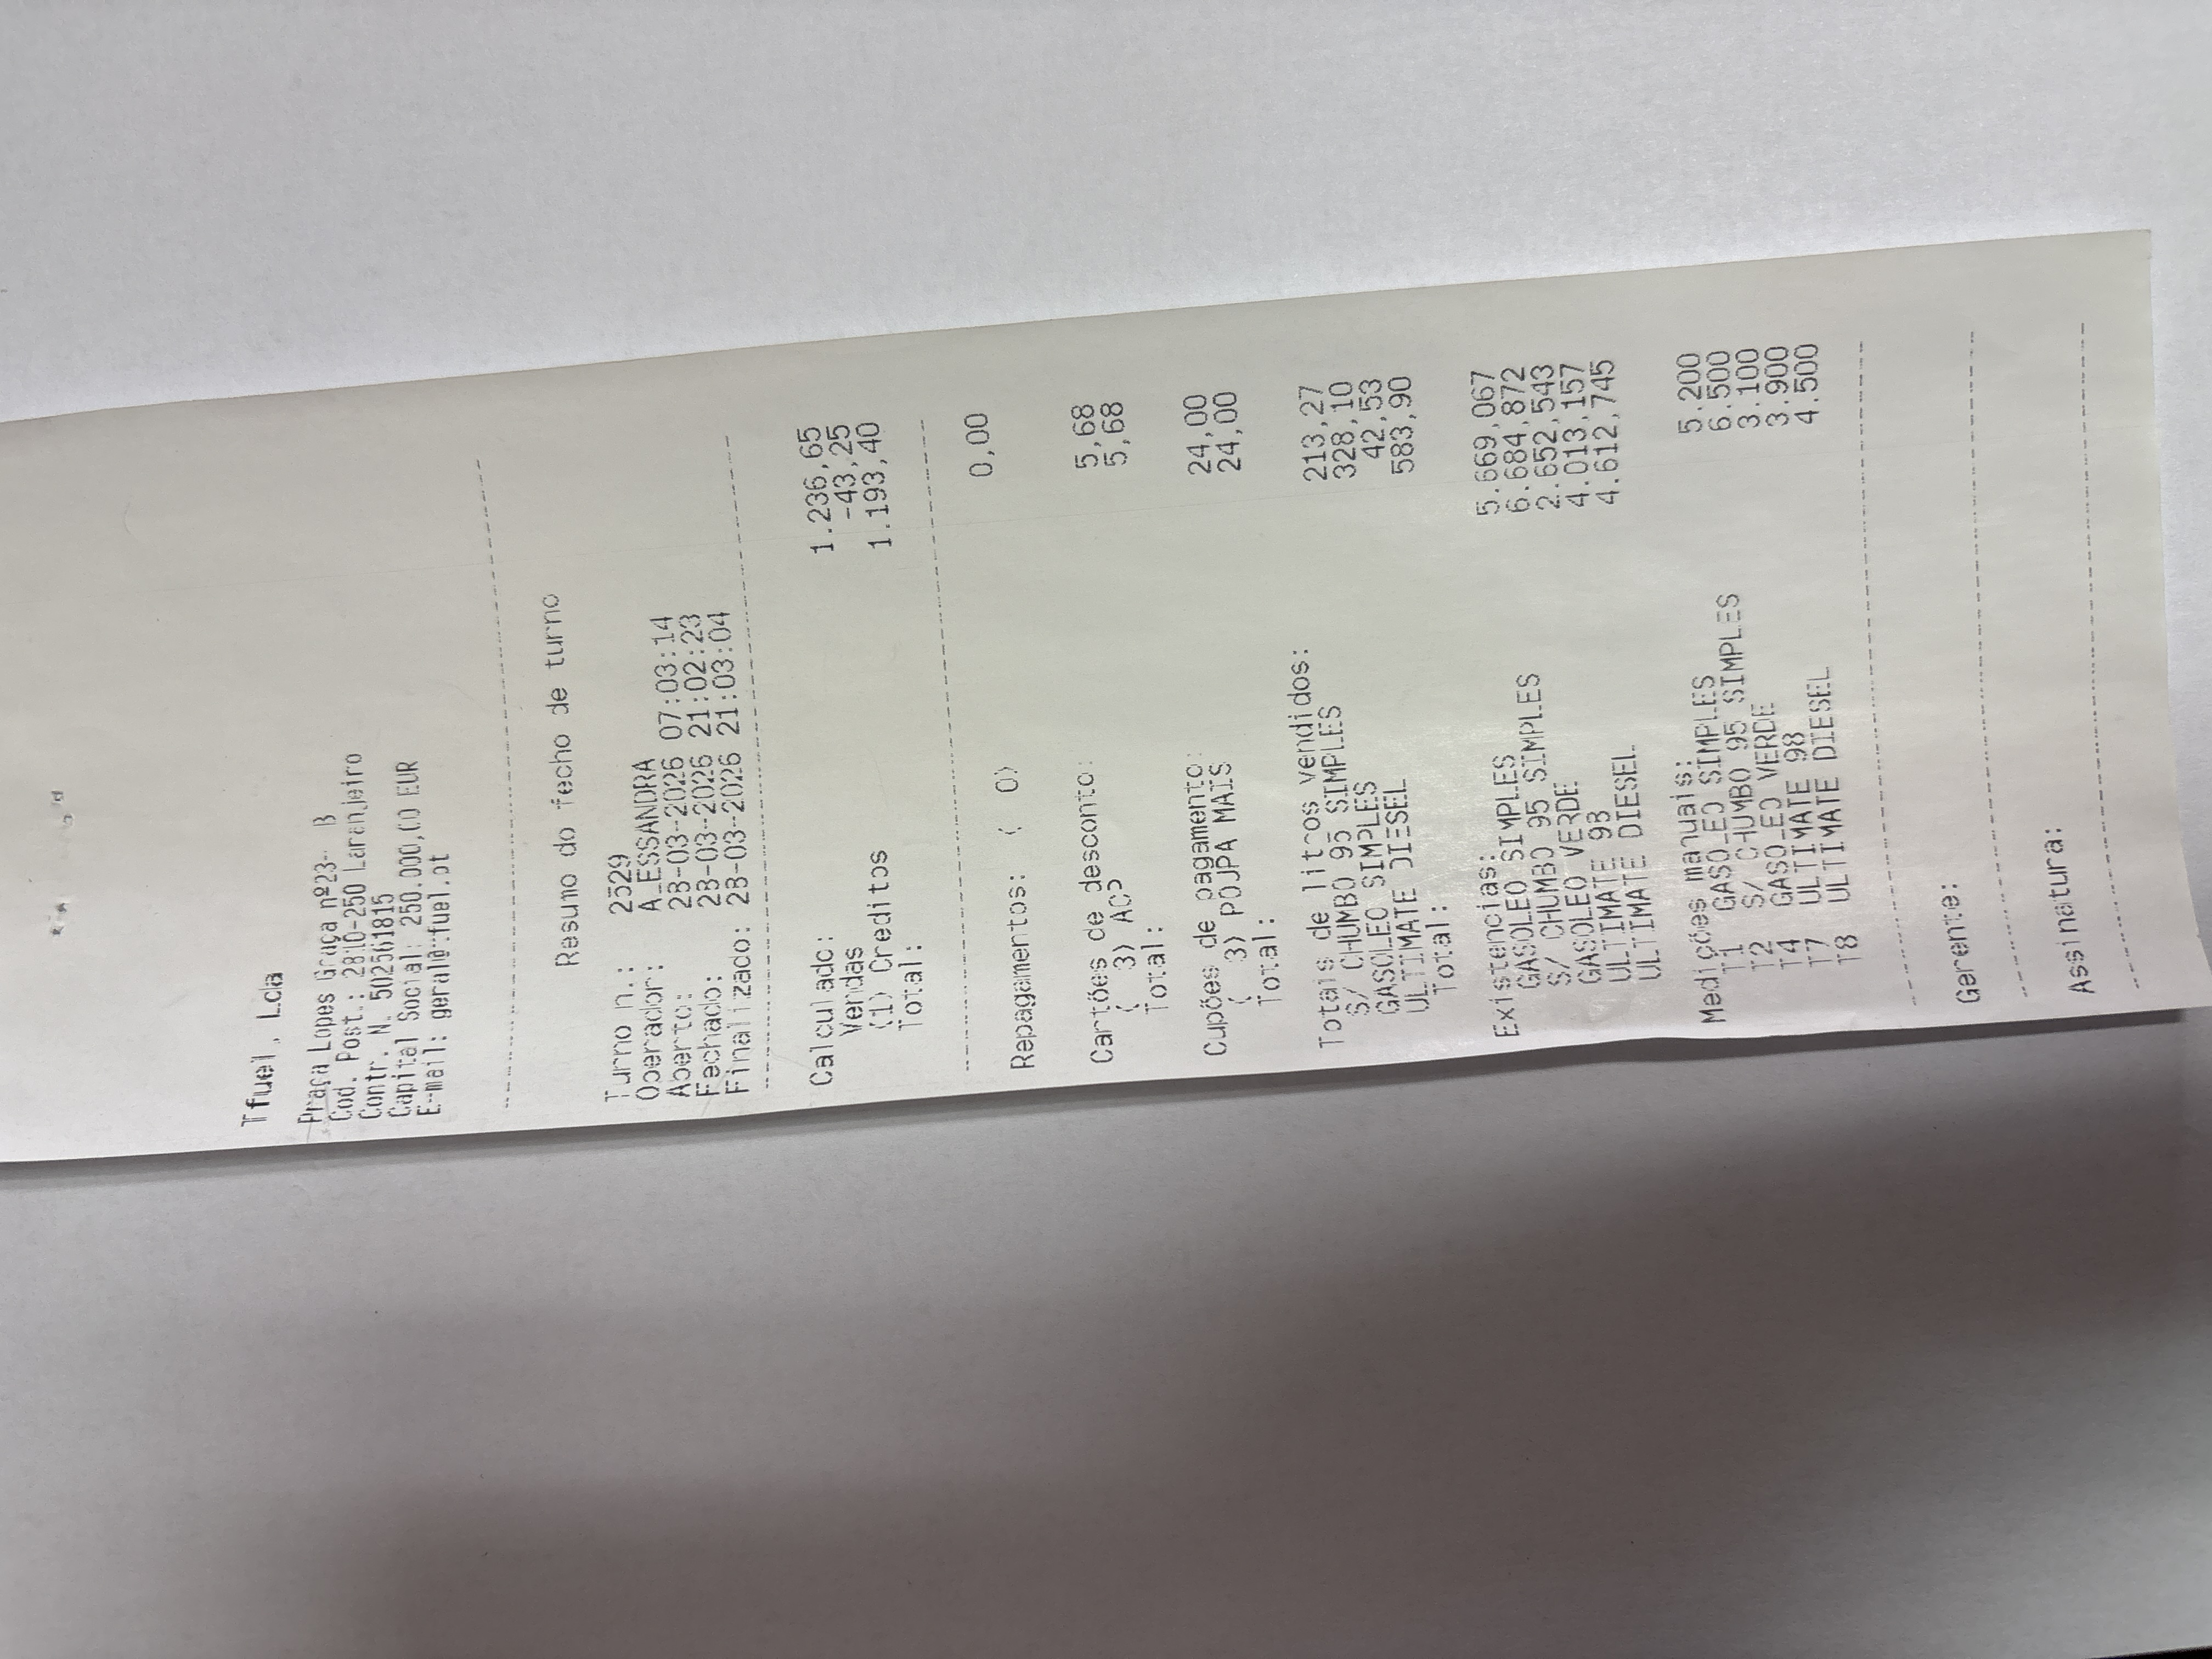 Tfuel, Lda
Praça Lopes Graça nº23- B
Cod. Post.: 2810-250 Laranjeiro
Contr. N. 502561815
Capital Social: 250.000,00 EUR
E-mail: geral@tfuel.pt
Resumo do fecho de turno
Turno n.: 2529
Operador: ALESSANDRA
Aberto: 28-03-2026 07:03:14
Fechado: 28-03-2026 21:02:23
Finalizado: 28-03-2026 21:03:04
Calculado:
Vendas 1.236,65
(1) Creditos -43,25
Total: 1.193,40
Repagamentos: ( 0) 0,00
Cartões de desconto:
( 3) ACP 5,68
Total: 5,68
Cupões de pagamento:
( 3) POUPA MAIS 24,00
Total: 24,00
Totais de litros vendidos:
S/ CHUMBO 95 SIMPLES 213,27
GASOLEO SIMPLES 328,10
ULTIMATE DIESEL 42,53
Total: 583,90
Existencias:
GASOLEO SIMPLES 5.669,067
S/ CHUMBO 95 SIMPLES 6.684,872
GASOLEO VERDE 2.652,543
ULTIMATE 98 4.013,157
ULTIMATE DIESEL 4.612,745
Medições manuais:
T1 GASOLEO SIMPLES 5.200
T2 S/ CHUMBO 95 SIMPLES 6.500
T4 GASOLEO VERDE 3.100
T7 ULTIMATE 98 3.900
T8 ULTIMATE DIESEL 4.500
Gerente:
Assinatura: